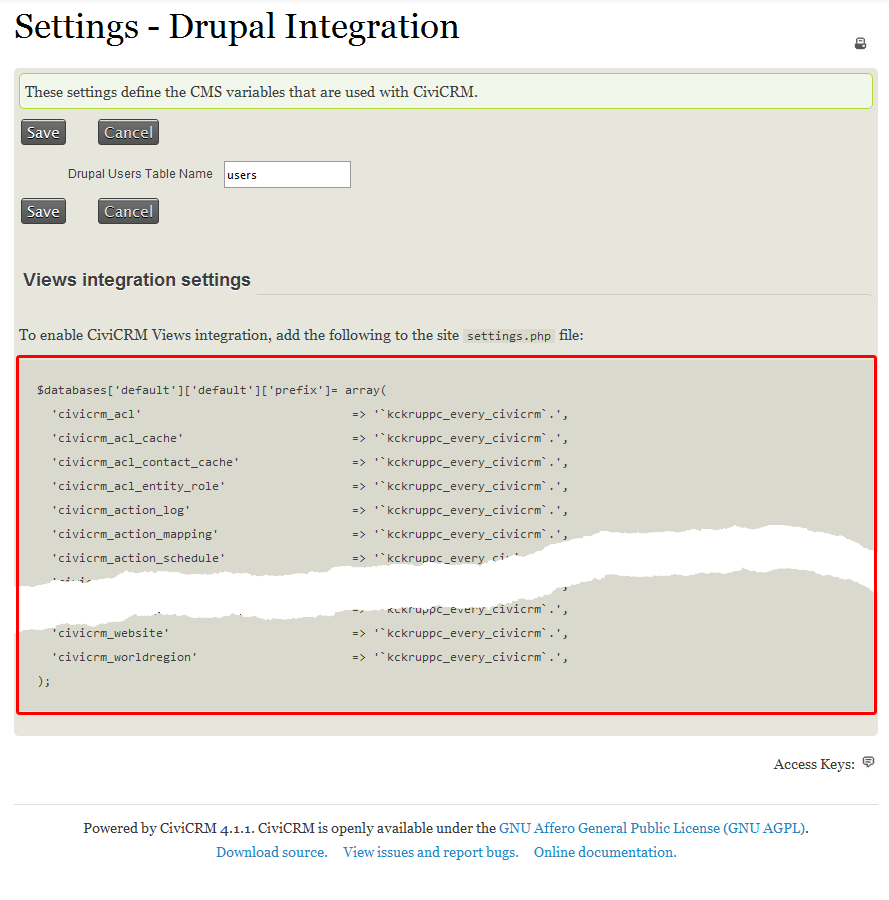 Settings - Drupal Integration
These settings define the CMS variables that are used with CiviCRM.
Save Cancel
Drupal Users Table Name users
Save Cancel
Views integration settings
To enable CiviCRM Views integration, add the following to the site settings.php file:
$databases['default']['default']['prefix']= array(
'civicrm_acl' => '`kckruppc_every_civicrm`.',
'civicrm_acl_cache' => '`kckruppc_every_civicrm`.',
'civicrm_acl_contact_cache' => '`kckruppc_every_civicrm`.',
'civicrm_acl_entity_role' => '`kckruppc_every_civicrm`.',
'civicrm_action_log' => '`kckruppc_every_civicrm`.',
'civicrm_action_mapping' => '`kckruppc_every_civicrm`.',
'civicrm_action_schedule' => '`kckruppc_every
=> `kckruppc_every_civicrm`.',
'civicrm_website' => '`kckruppc_every_civicrm`.',
'civicrm_worldregion' => '`kckruppc_every_civicrm`.',
);
Access Keys:
Powered by CiviCRM 4.1.1. CiviCRM is openly available under the GNU Affero General Public License (GNU AGPL).
Download source. View issues and report bugs. Online documentation.